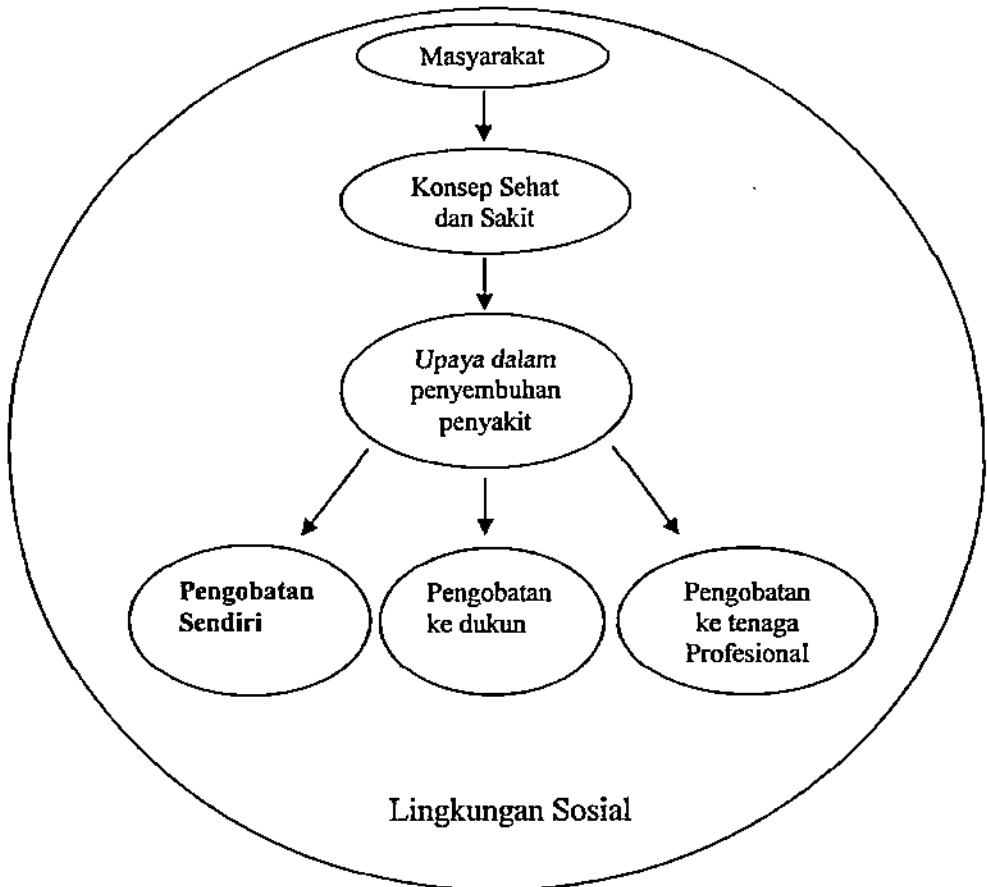 Masyarakat
Konsep Sehat
dan Sakit
Upaya dalam
penyembuhan
penyakit
Pengobatan
Sendiri
Pengobatan
ke dukun
Pengobatan
ke tenaga
Profesional
Lingkungan Sosial